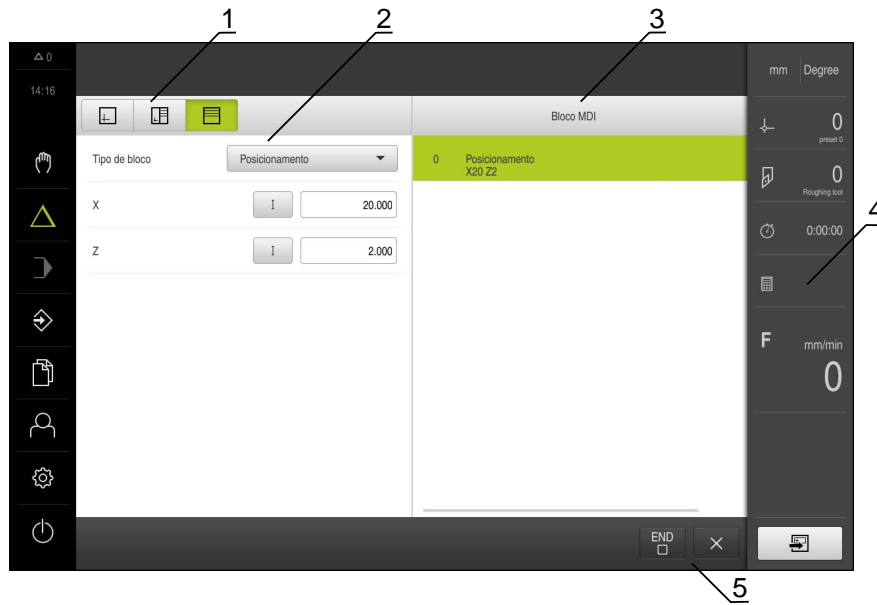 1
2
3
0
14:16
mm Degree
Bloco MDI
0
preset 0
Tipo de bloco Posicionamento
0 Posicionamento
X20 Z2
0
Roughing tool
X I 20.000
4
0:00:00
Z I 2.000
F mm/min
0
END
5